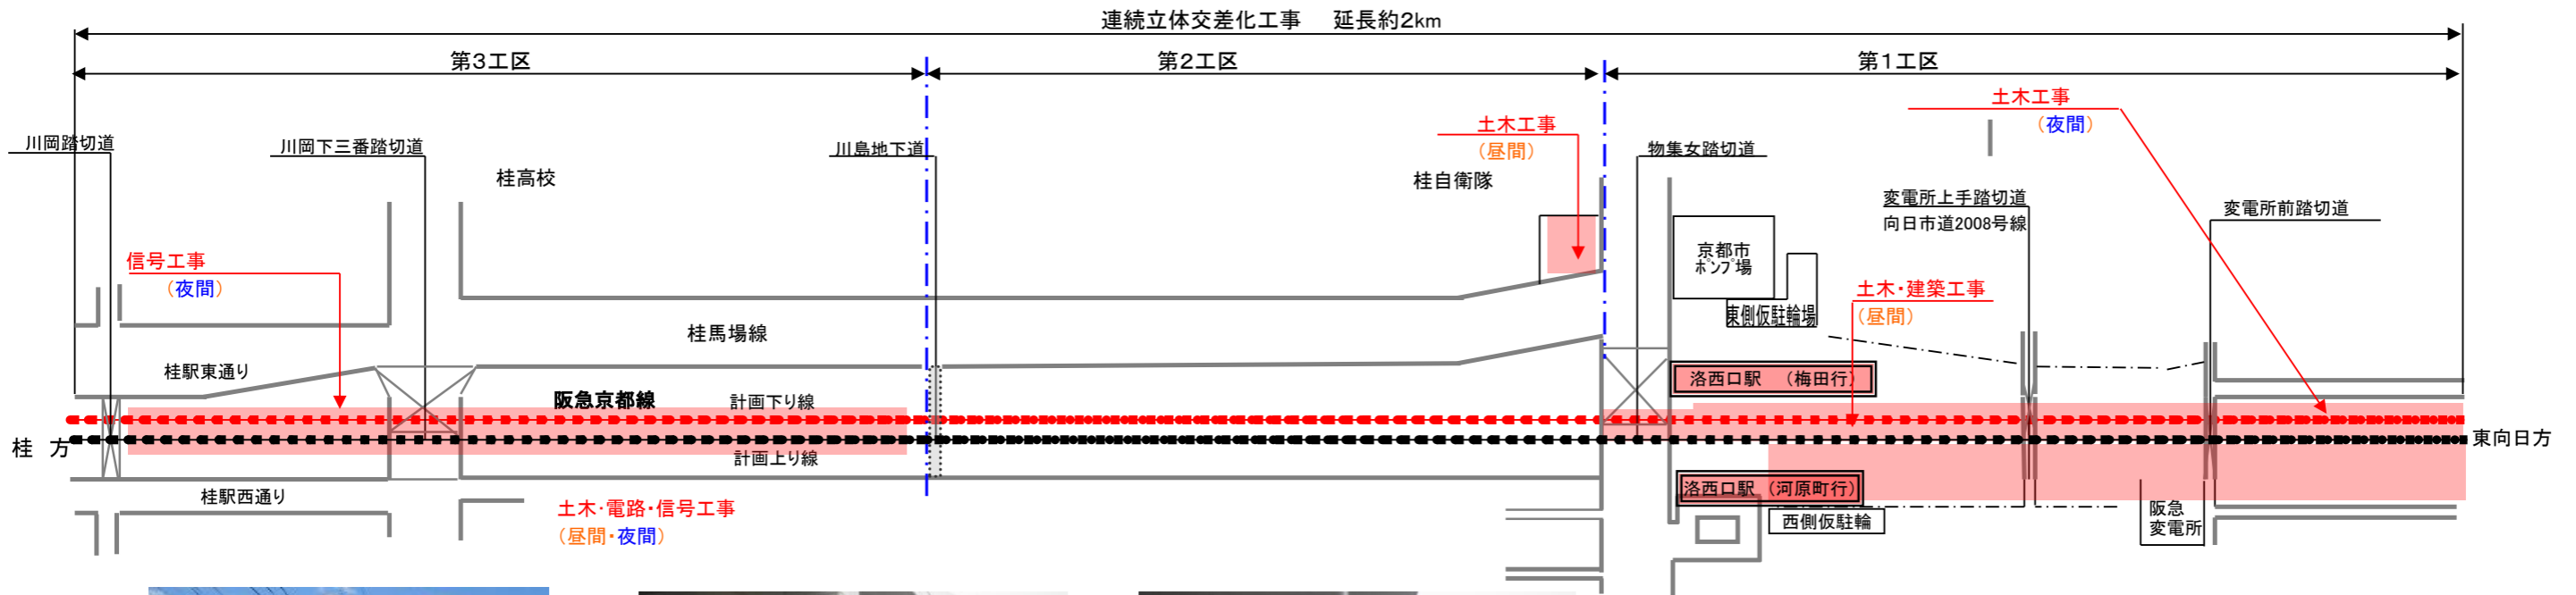 連続立体交差化工事 延長約2km
第3工区
第2工区
第1工区
土木工事
(夜間)
土木工事
(昼間)
川岡踏切道
川岡下三番踏切道
川島地下道
物集女踏切道
桂高校
桂自衛隊
変電所上手踏切道
向日市道2008号線
変電所前踏切道
京都市
ポンプ場
信号工事
(夜間)
土木・建築工事
(昼間)
東側仮駐輪場
桂馬場線
桂駅東通り
洛西口駅 (梅田行)
阪急京都線
計画下り線
桂 方
東向日方
計画上り線
洛西口駅 (河原町行)
桂駅西通り
土木・電路・信号工事
(昼間・夜間)
西側仮駐輪
阪急
変電所